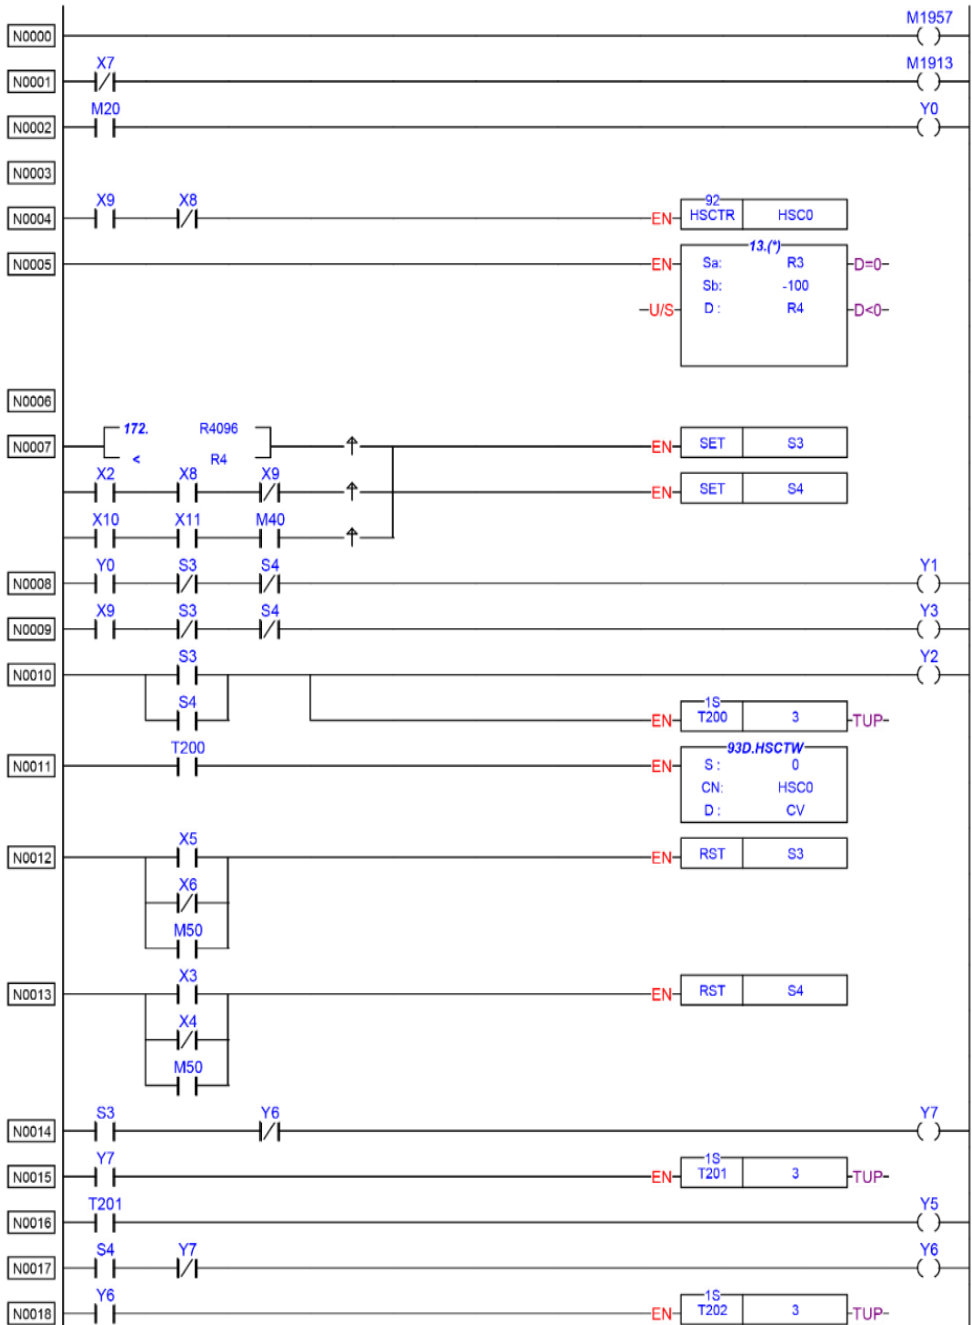 M1957
N0000
X7 M1913
N0001
M20 Y0
N0002
N0003
X9 X8 92
N0004 EN HSCTR HSC0
13.(*)
N0005 EN Sa: R3 D=0
Sb: -100
U/S D : R4 D<0
N0006
172. R4096
N0007 EN SET S3
< R4
X2 X8 X9
EN SET S4
X10 X11 M40
Y0 S3 S4 Y1
N0008
X9 S3 S4 Y3
N0009
S3 Y2
N0010
S4 1S
EN T200 3 TUP
T200 93D.HSCTW
N0011 EN S : 0
CN: HSC0
D : CV
X5
N0012 EN RST S3
X6
M50
X3
N0013 EN RST S4
X4
M50
S3 Y6 Y7
N0014
Y7 1S
N0015 EN T201 3 TUP
T201 Y5
N0016
S4 Y7 Y6
N0017
Y6 1S
N0018 EN T202 3 TUP